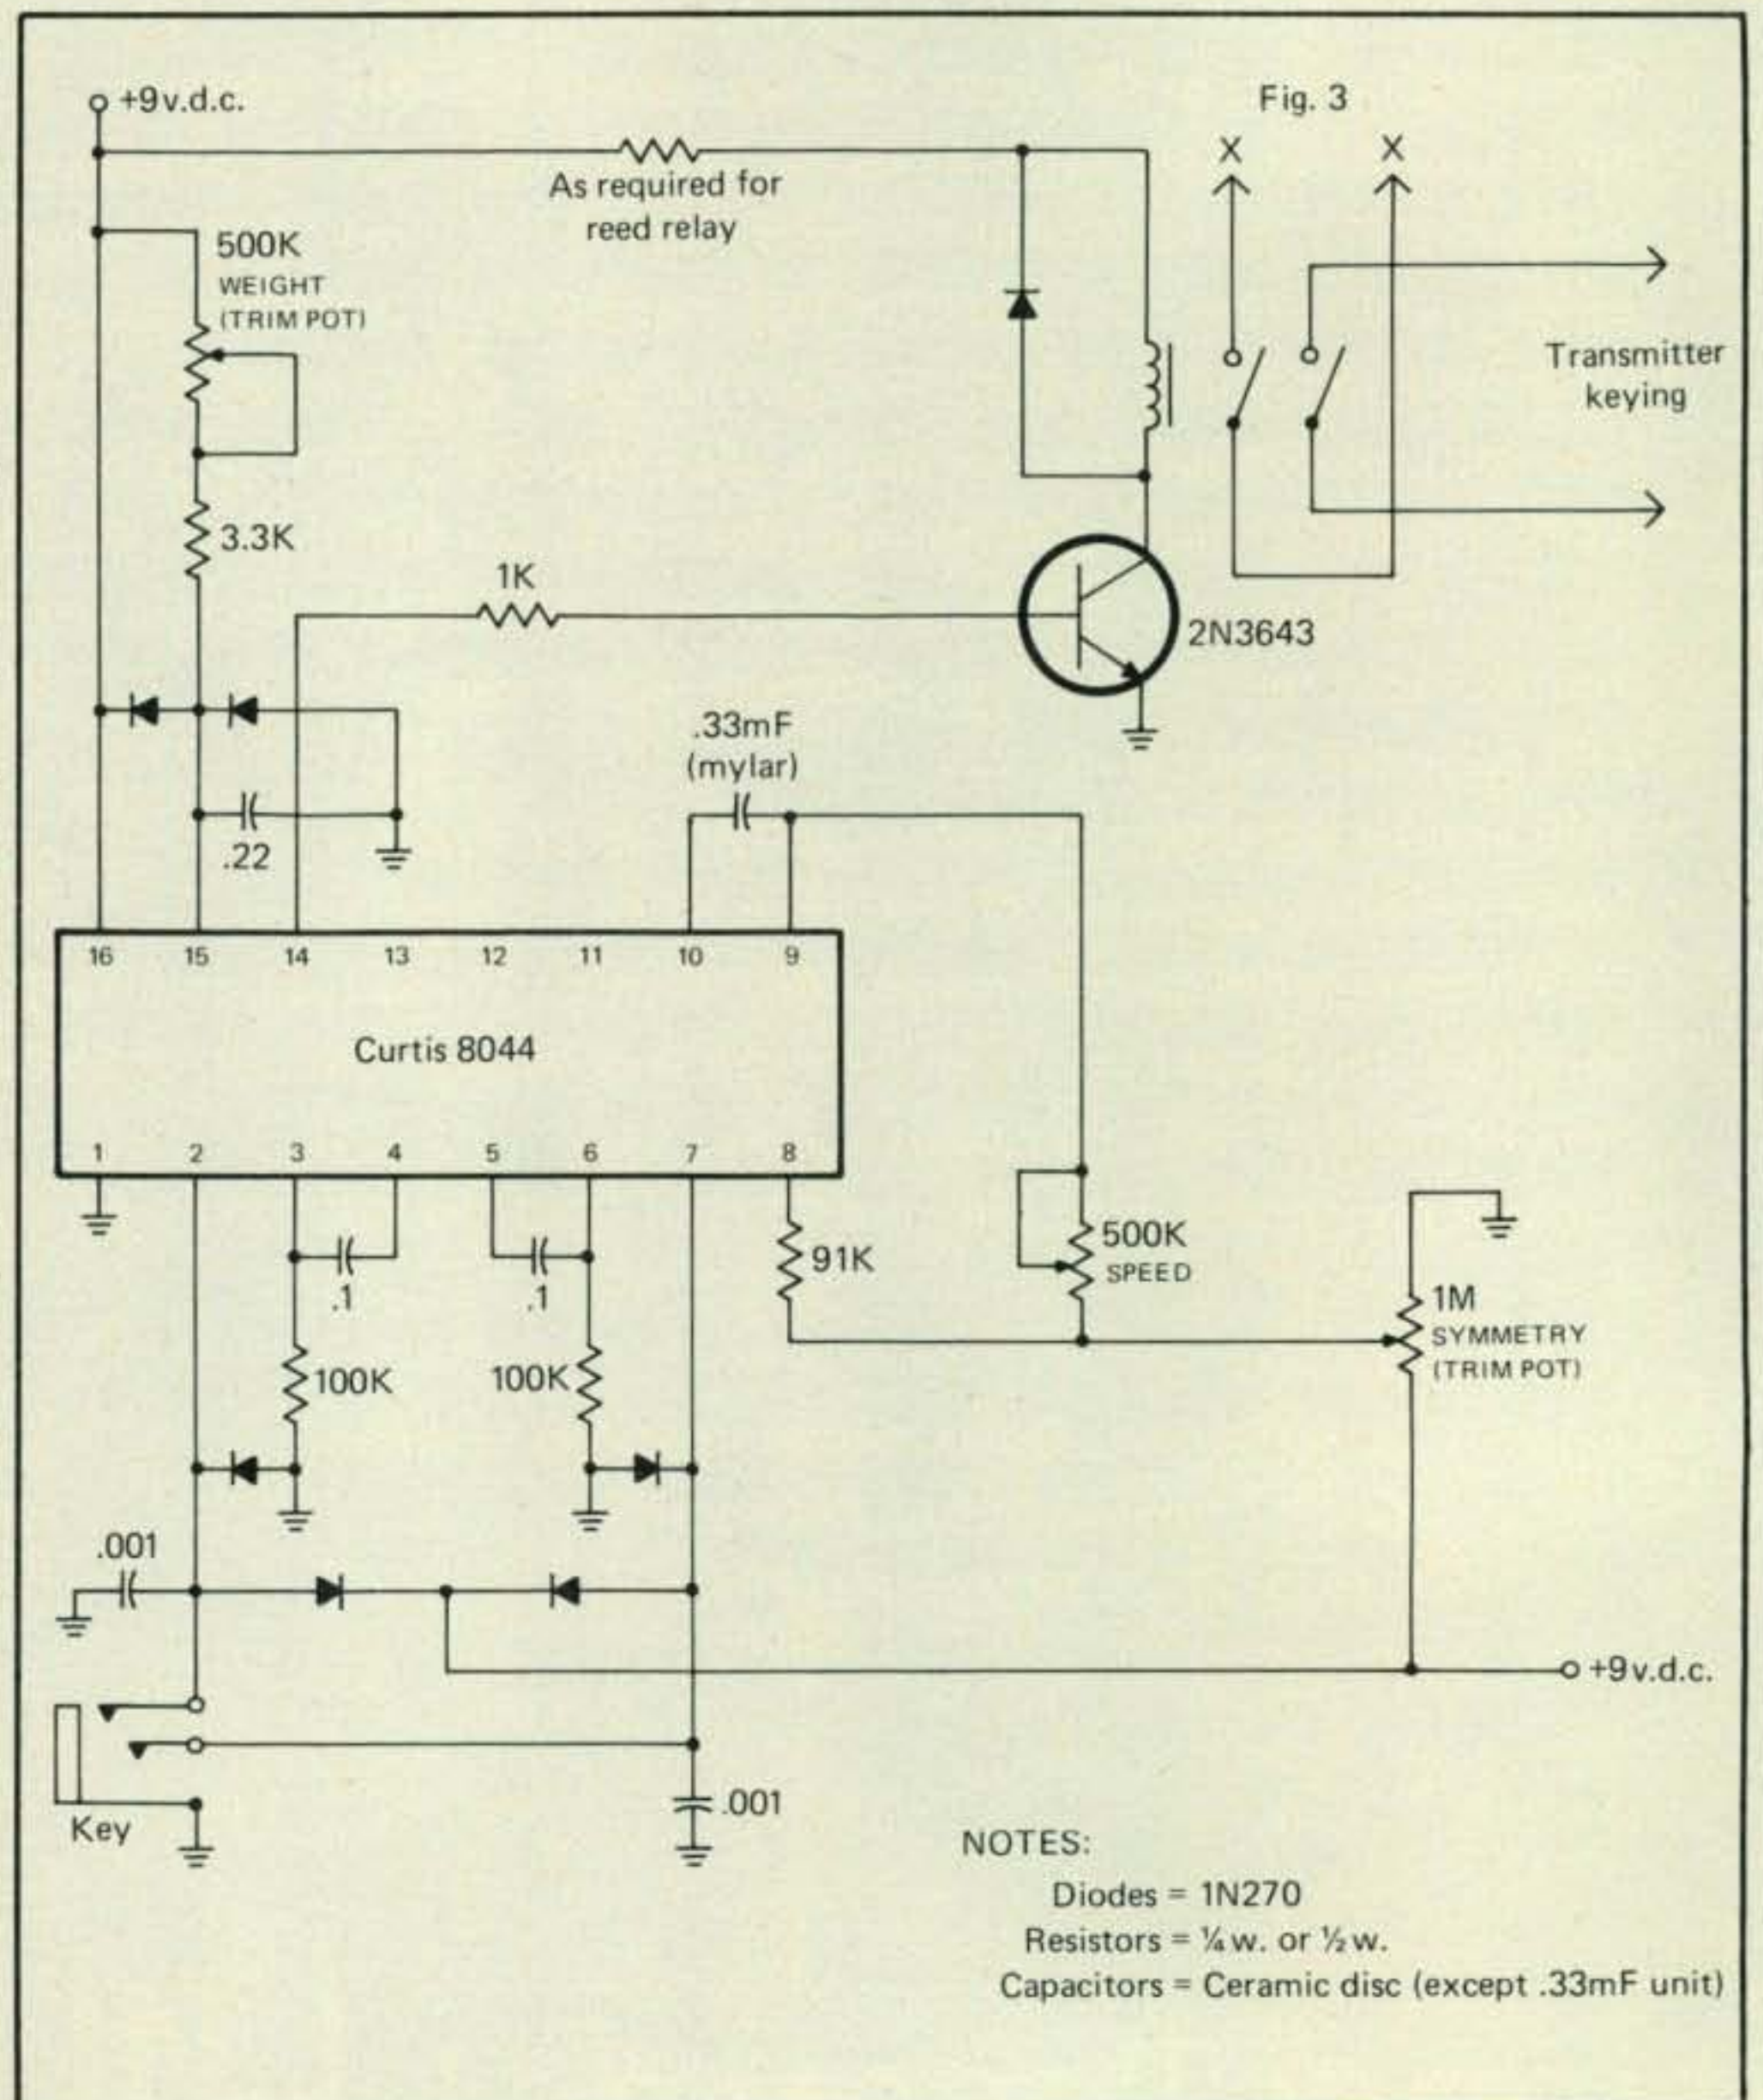 +9v.d.c.
Fig. 3
X X
As required for
reed relay
500K
WEIGHT
(TRIM POT)
Transmitter
keying
3.3K
1K
2N3643
.33mF
(mylar)
.22
16 15 14 13 12 11 10 9
Curtis 8044
1 2 3 4 5 6 7 8
.1
.1
91K
500K
SPEED
1M
SYMMETRY
(TRIM POT)
100K
100K
.001
+9v.d.c.
Key
.001
NOTES:
Diodes = 1N270
Resistors = ¼w. or ½w.
Capacitors = Ceramic disc (except .33mF unit)